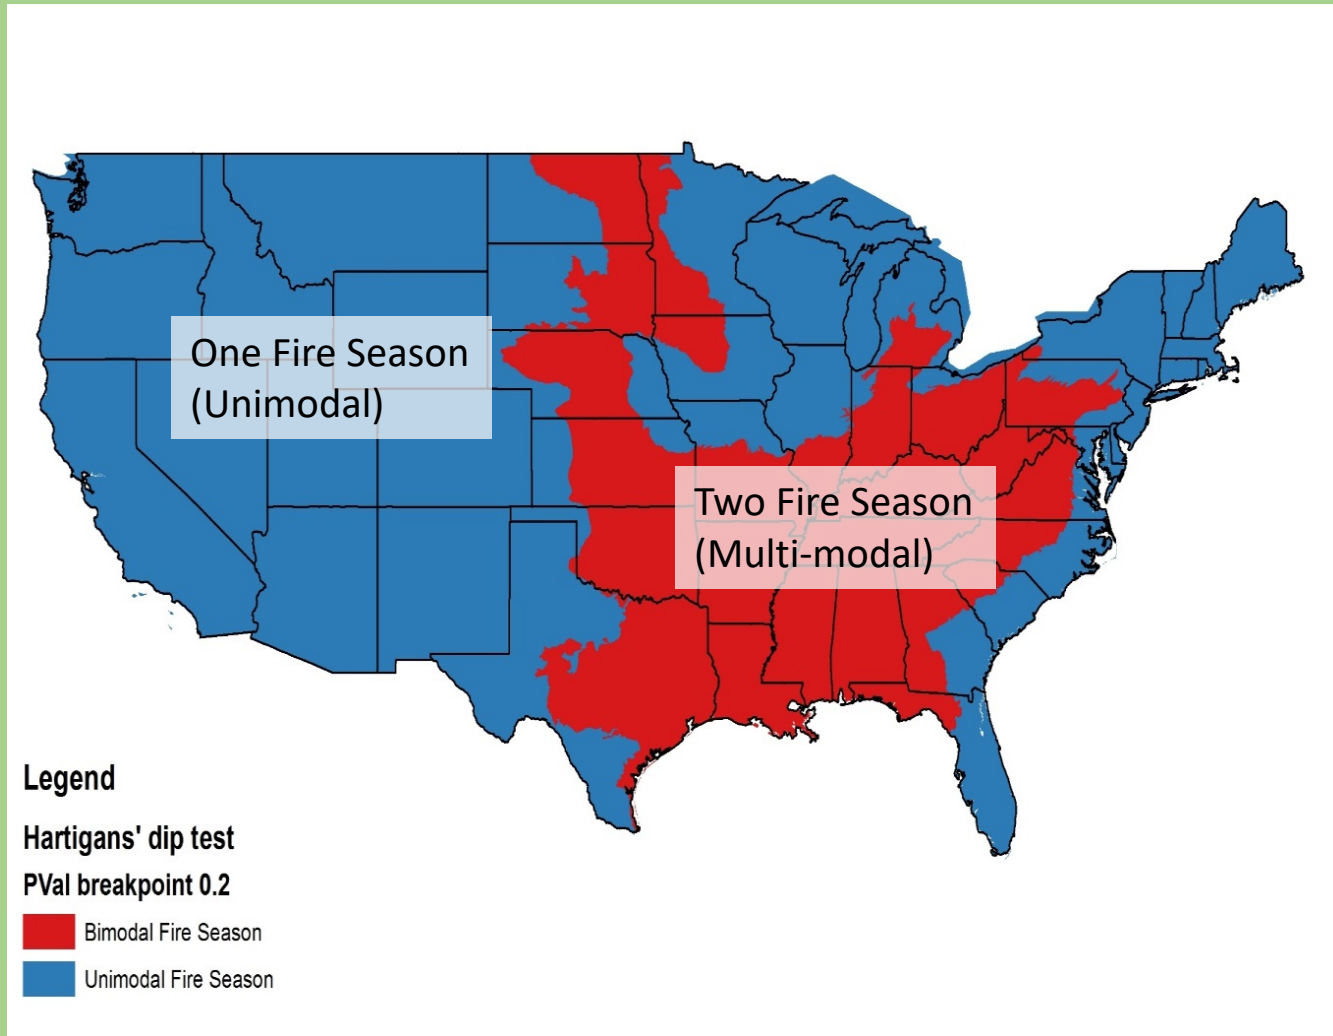 One Fire Season
(Unimodal)
Two Fire Season
(Multi-modal)
Legend
Hartigans' dip test
PVal breakpoint 0.2
Bimodal Fire Season
Unimodal Fire Season